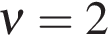 ν = 2